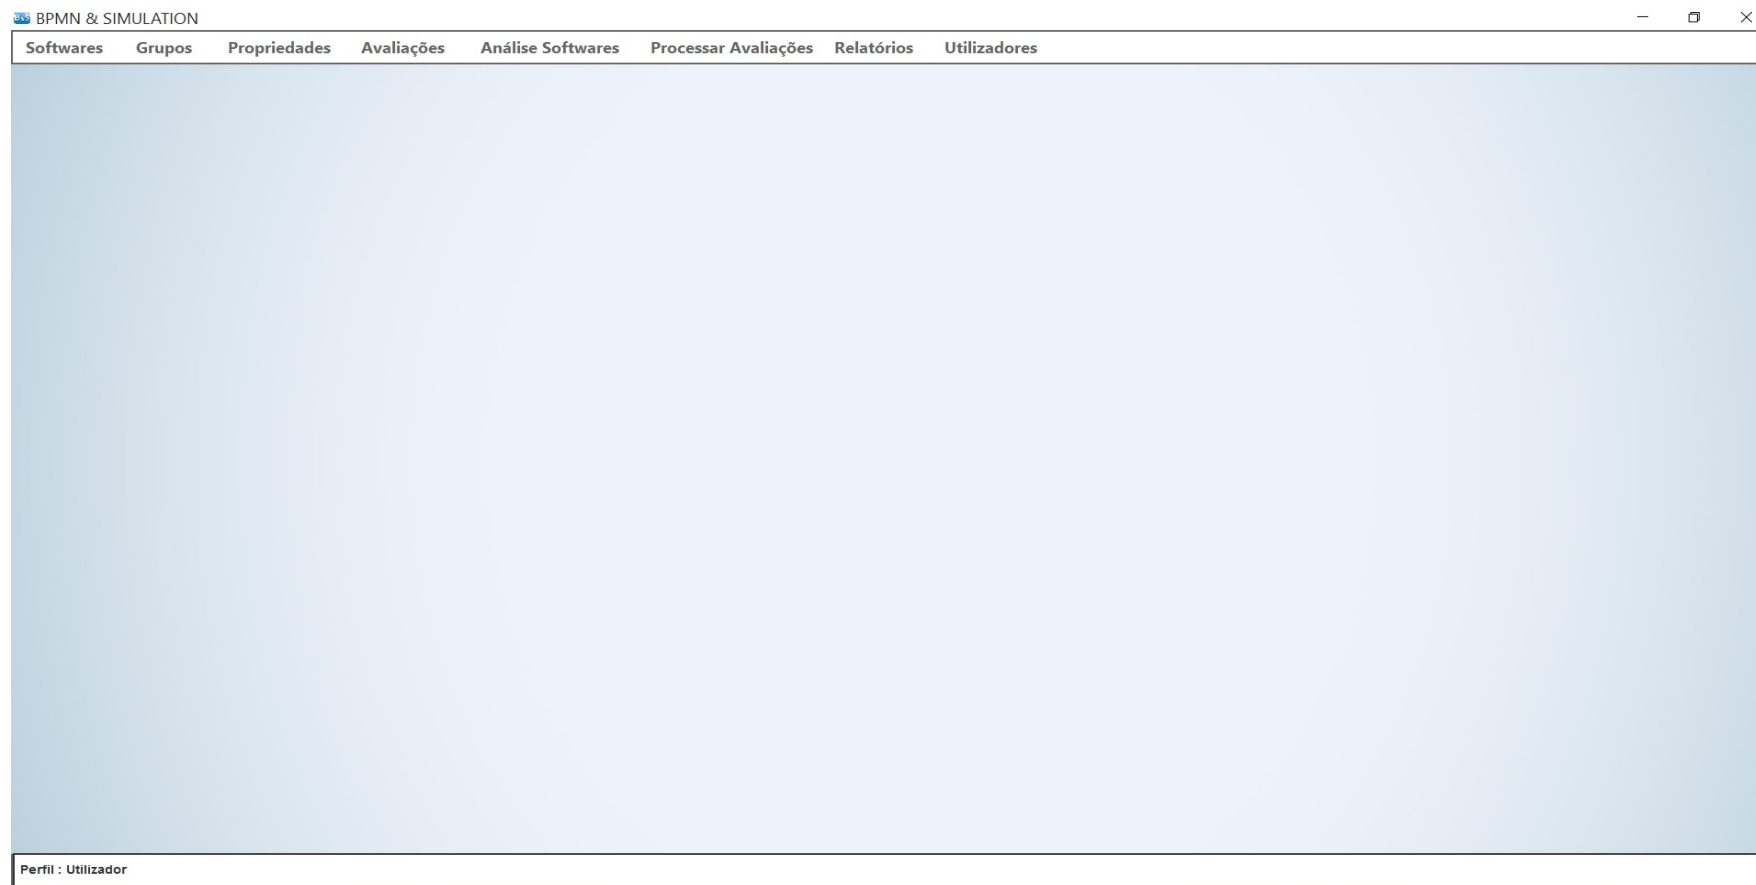 B&S BPMN & SIMULATION
Softwares Grupos Propriedades Avaliações Análise Softwares Processar Avaliações Relatórios Utilizadores
Perfil : Utilizador